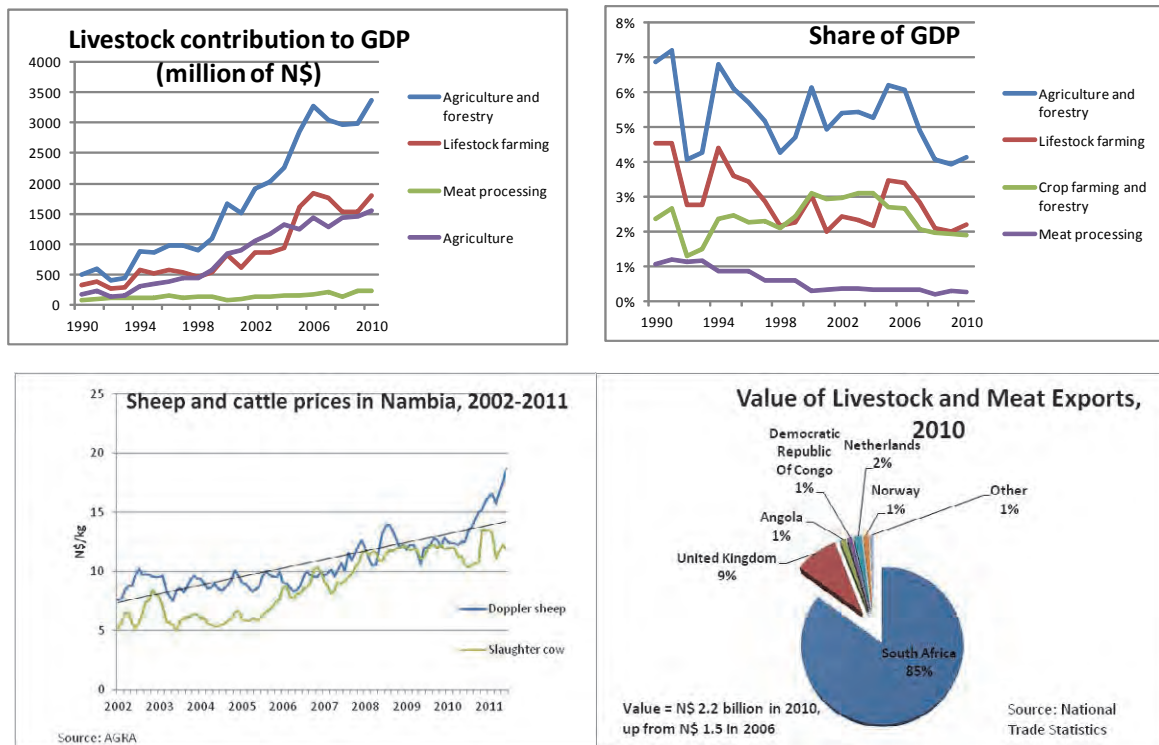 Livestock contribution to GDP
(million of N$)
4000
3500
3000
2500
2000
1500
1000
500
0
1990
1994
1998
2002
2006
2010
Agriculture and
forestry
Lifestock farming
Meat processing
Agriculture
Share of GDP
8%
7%
6%
5%
4%
3%
2%
1%
0%
1990
1994
1998
2002
2006
2010
Agriculture and
forestry
Lifestock farming
Crop farming and
forestry
Meat processing
Sheep and cattle prices in Nambia, 2002-2011
25
20
15
10
5
0
N$/kg
2002
2003
2004
2005
2006
2007
2008
2009
2010
2011
Doppler sheep
Slaughter cow
Source: AGRA
Value of Livestock and Meat Exports,
2010
Democratic
Republic
Of Congo
1%
Netherlands
2%
Norway
1%
Other
1%
Angola
1%
United Kingdom
9%
South Africa
85%
Value = N$ 2.2 billion in 2010,
up from N$ 1.5 In 2006
Source: National
Trade Statistics